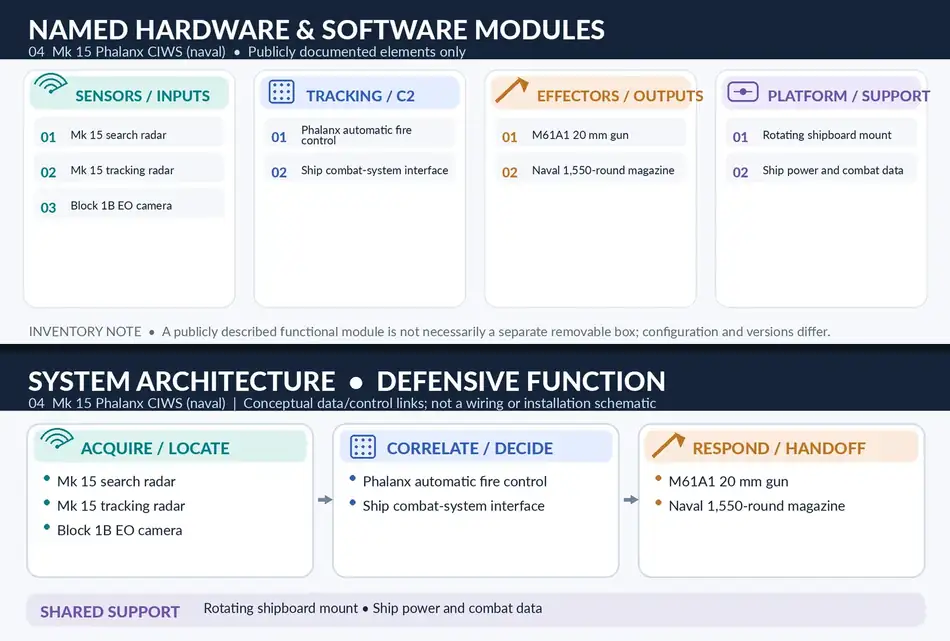 NAMED HARDWARE & SOFTWARE MODULES
04 Mk 15 Phalanx CIWS (naval) • Publicly documented elements only
SENSORS / INPUTS
01 Mk 15 search radar
02 Mk 15 tracking radar
03 Block 1B EO camera
TRACKING / C2
01 Phalanx automatic fire
control
02 Ship combat-system interface
EFFECTORS / OUTPUTS
01 M61A1 20 mm gun
02 Naval 1,550-round magazine
PLATFORM / SUPPORT
01 Rotating shipboard mount
02 Ship power and combat data
INVENTORY NOTE • A publicly described functional module is not necessarily a separate removable box; configuration and versions differ.
SYSTEM ARCHITECTURE • DEFENSIVE FUNCTION
04 Mk 15 Phalanx CIWS (naval) | Conceptual data/control links; not a wiring or installation schematic
ACQUIRE / LOCATE
• Mk 15 search radar
• Mk 15 tracking radar
• Block 1B EO camera
CORRELATE / DECIDE
• Phalanx automatic fire control
• Ship combat-system interface
RESPOND / HANDOFF
• M61A1 20 mm gun
• Naval 1,550-round magazine
SHARED SUPPORT Rotating shipboard mount • Ship power and combat data